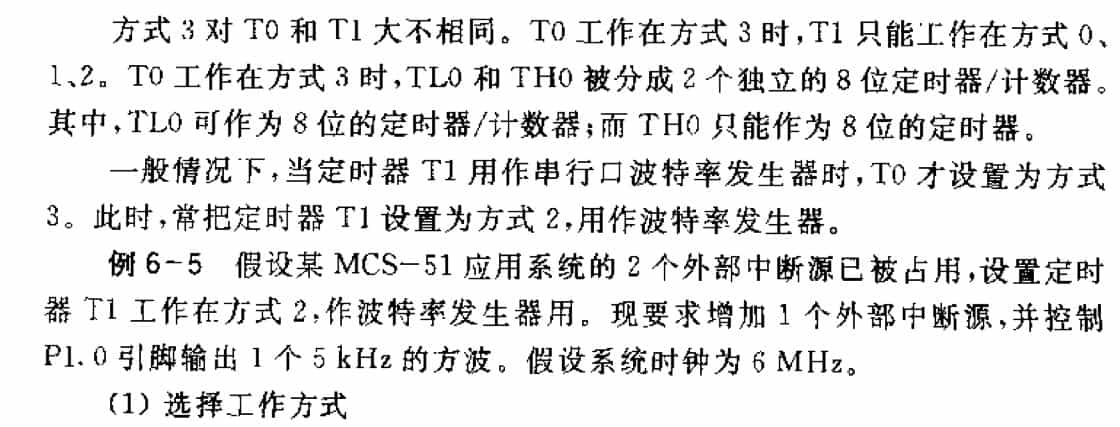 方式 3 对 T0 和 T1 大不相同。T0 工作在方式 3 时,T1 只能工作在方式 0、
1、2。T0 工作在方式 3 时,TL0 和 TH0 被分成 2 个独立的 8 位定时器/计数器。
其中,TL0 可作为 8 位的定时器/计数器;而 TH0 只能作为 8 位的定时器。
一般情况下,当定时器 T1 用作串行口波特率发生器时,T0 才设置为方式
3。此时,常把定时器 T1 设置为方式 2,用作波特率发生器。
例 6-5 假设某 MCS-51 应用系统的 2 个外部中断源已被占用,设置定时
器 T1 工作在方式 2,作波特率发生器用。现要求增加 1 个外部中断源,并控制
P1.0 引脚输出 1 个 5 kHz 的方波。假设系统时钟为 6 MHz。
(1) 选择工作方式